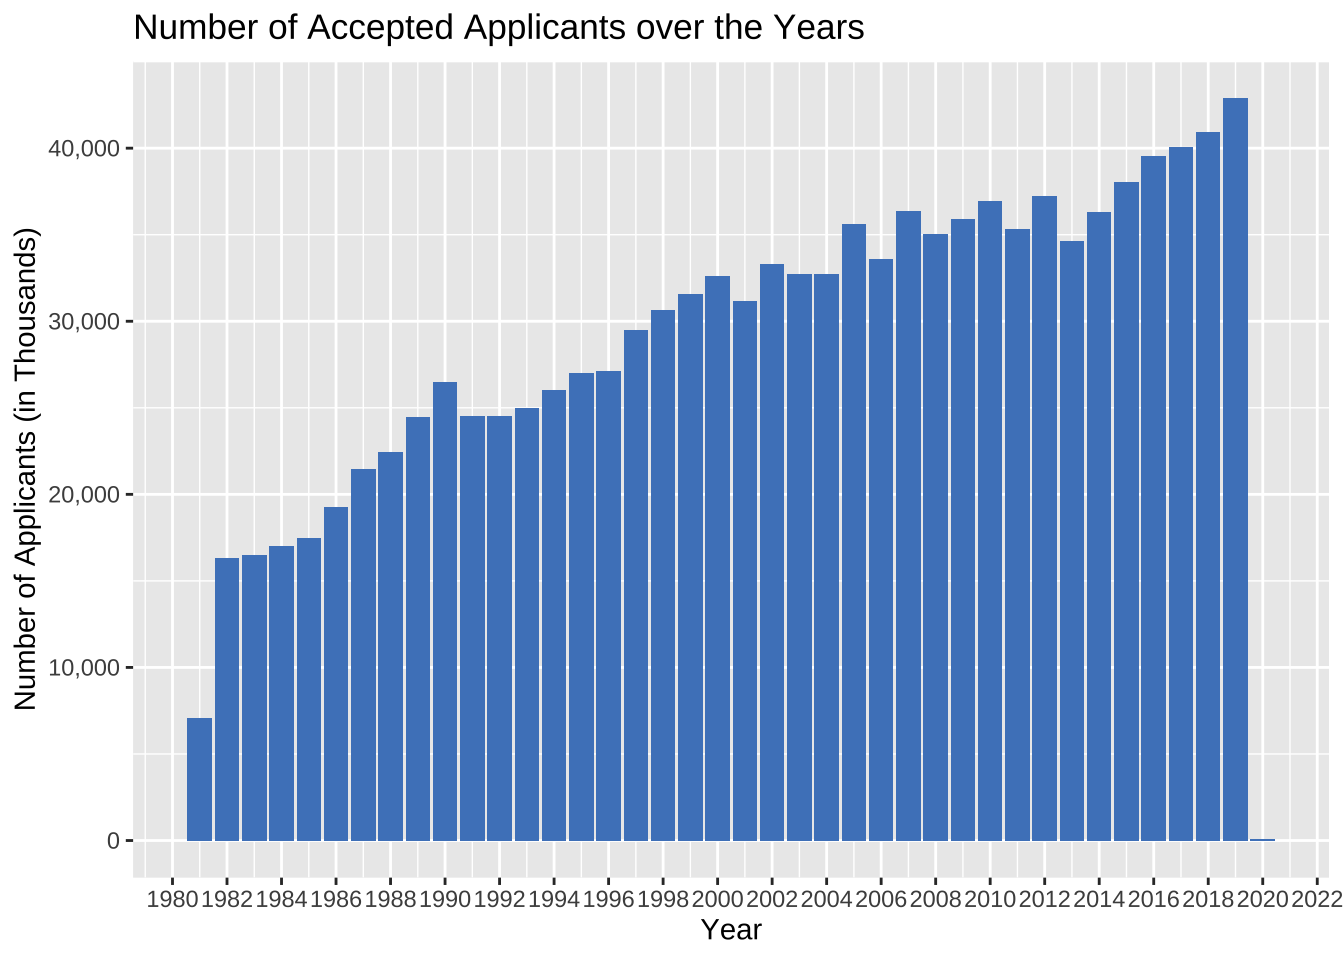 Number of Accepted Applicants over the Years
Number of Applicants (in Thousands)
40,000
30,000
20,000
10,000
0
1980 1982 1984 1986 1988 1990 1992 1994 1996 1998 2000 2002 2004 2006 2008 2010 2012 2014 2016 2018 2020 2022
Year